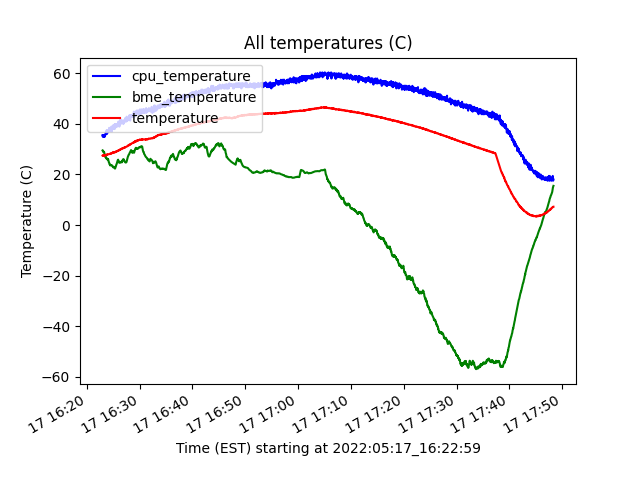 All temperatures (C)
cpu_temperature
bme_temperature
temperature
Temperature (C)
60
40
20
0
−20
−40
−60
17 16:20
17 16:30
17 16:40
17 16:50
17 17:00
17 17:10
17 17:20
17 17:30
17 17:40
17 17:50
Time (EST) starting at 2022:05:17_16:22:59